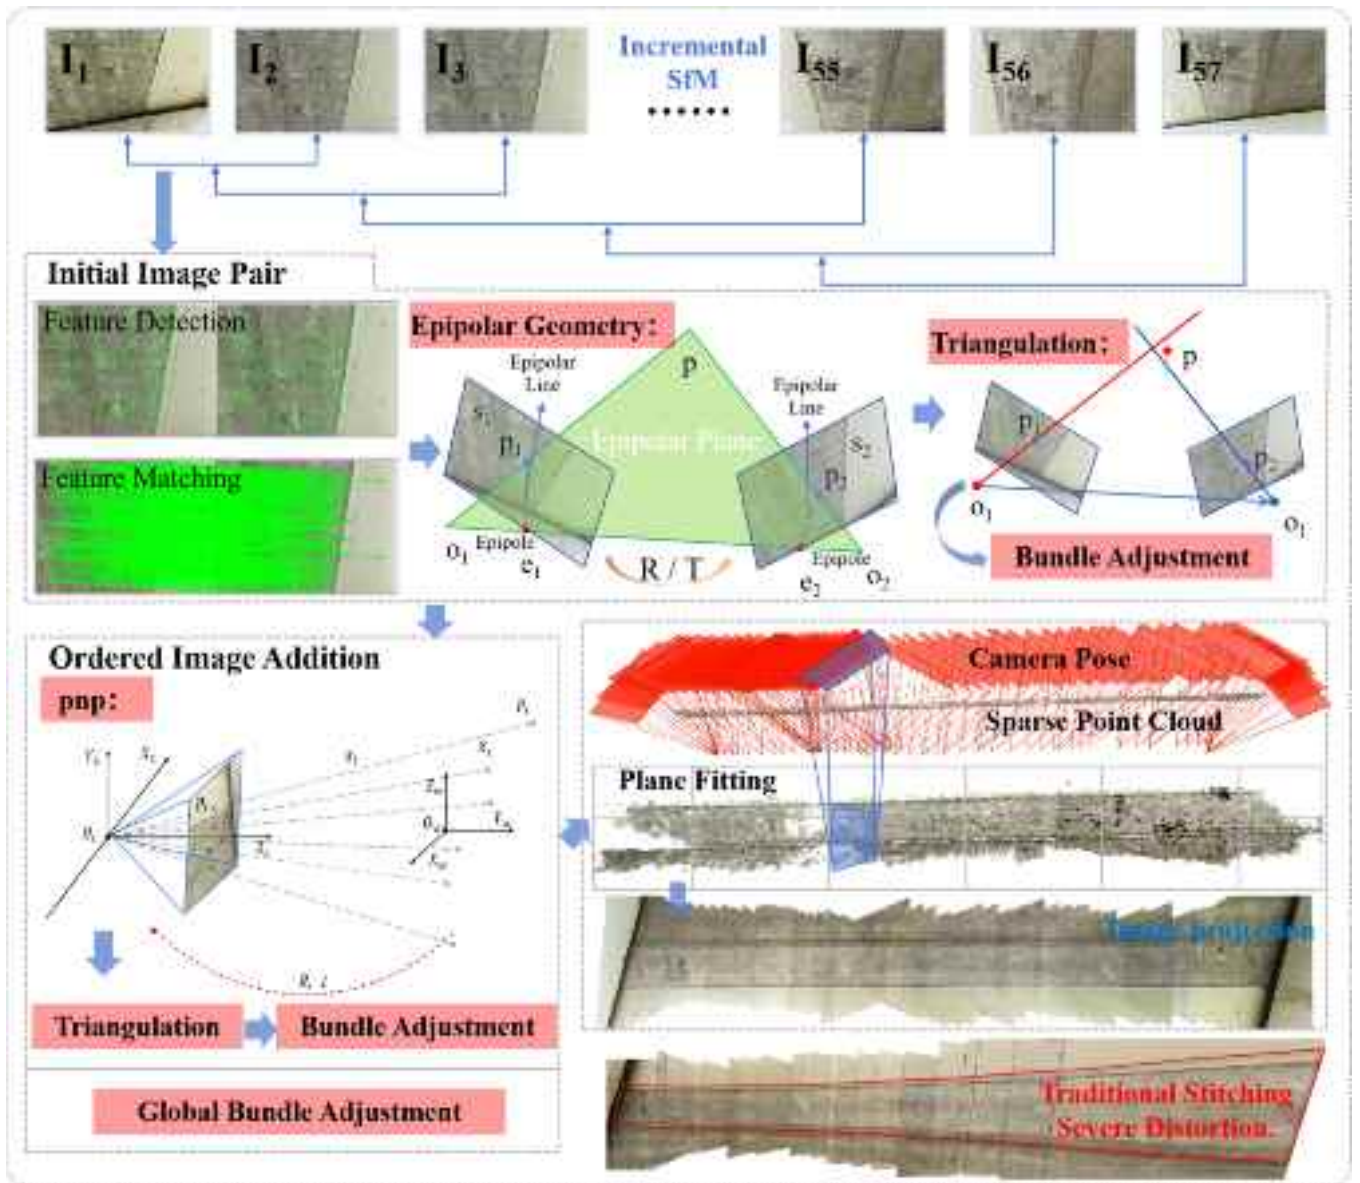 I1
I2
I3
Incremental
SfM
......
I55
I56
I57
Initial Image Pair
Feature Detection
Feature Matching
Epipolar Geometry:
Epipolar
Line
p
Epipolar
Line
s1
p1
Epipolar Plane
s2
p2
o1
Epipole
e1
R / T
Epipole
e2
o2
Triangulation:
p
p1
p2
o1
o1
Bundle Adjustment
Ordered Image Addition
pnp:
Camera Pose
Sparse Point Cloud
Plane Fitting
Triangulation
Bundle Adjustment
Global Bundle Adjustment
Traditional Stitching
Severe Distortion.